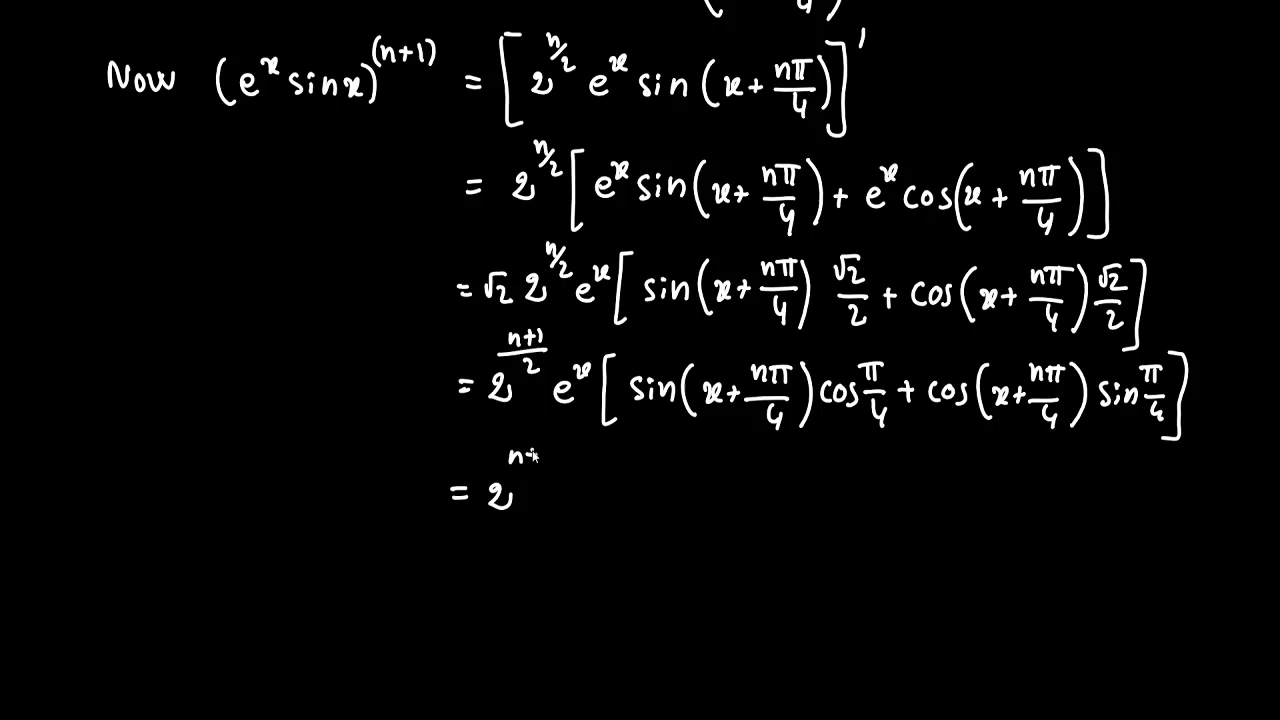 Now (e^x sin x)^(n+1) = [2^(n/2) e^x sin (x + nπ/4)]'
= 2^(n/2) [e^x sin(x + nπ/4) + e^x cos(x + nπ/4)]
= √2 2^(n/2) e^x [sin(x + nπ/4) √2/2 + cos(x + nπ/4) √2/2]
= 2^((n+1)/2) e^x [sin(x + nπ/4) cos π/4 + cos(x + nπ/4) sin π/4]
= 2^n+